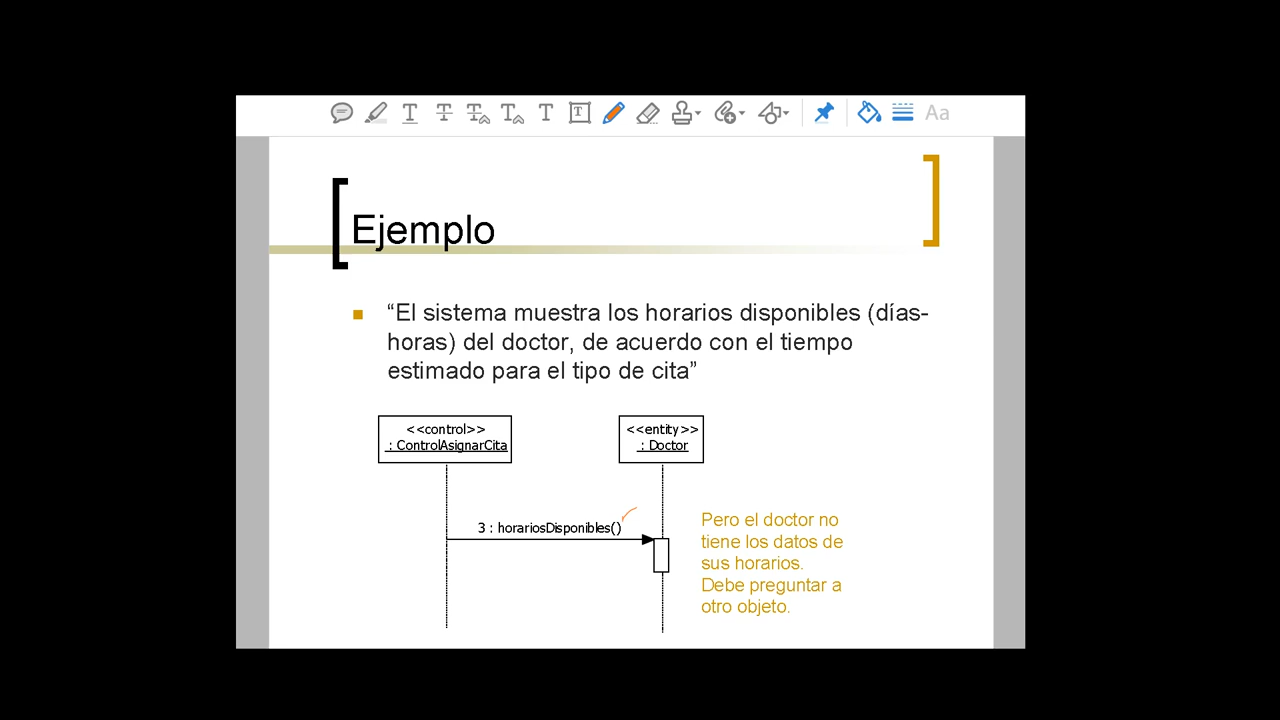 Aa
Ejemplo
“El sistema muestra los horarios disponibles (días-
horas) del doctor, de acuerdo con el tiempo
estimado para el tipo de cita”
<<control>>
: ControlAsignarCita
<<entity>>
: Doctor
3 : horariosDisponibles()
Pero el doctor no
tiene los datos de
sus horarios.
Debe preguntar a
otro objeto.